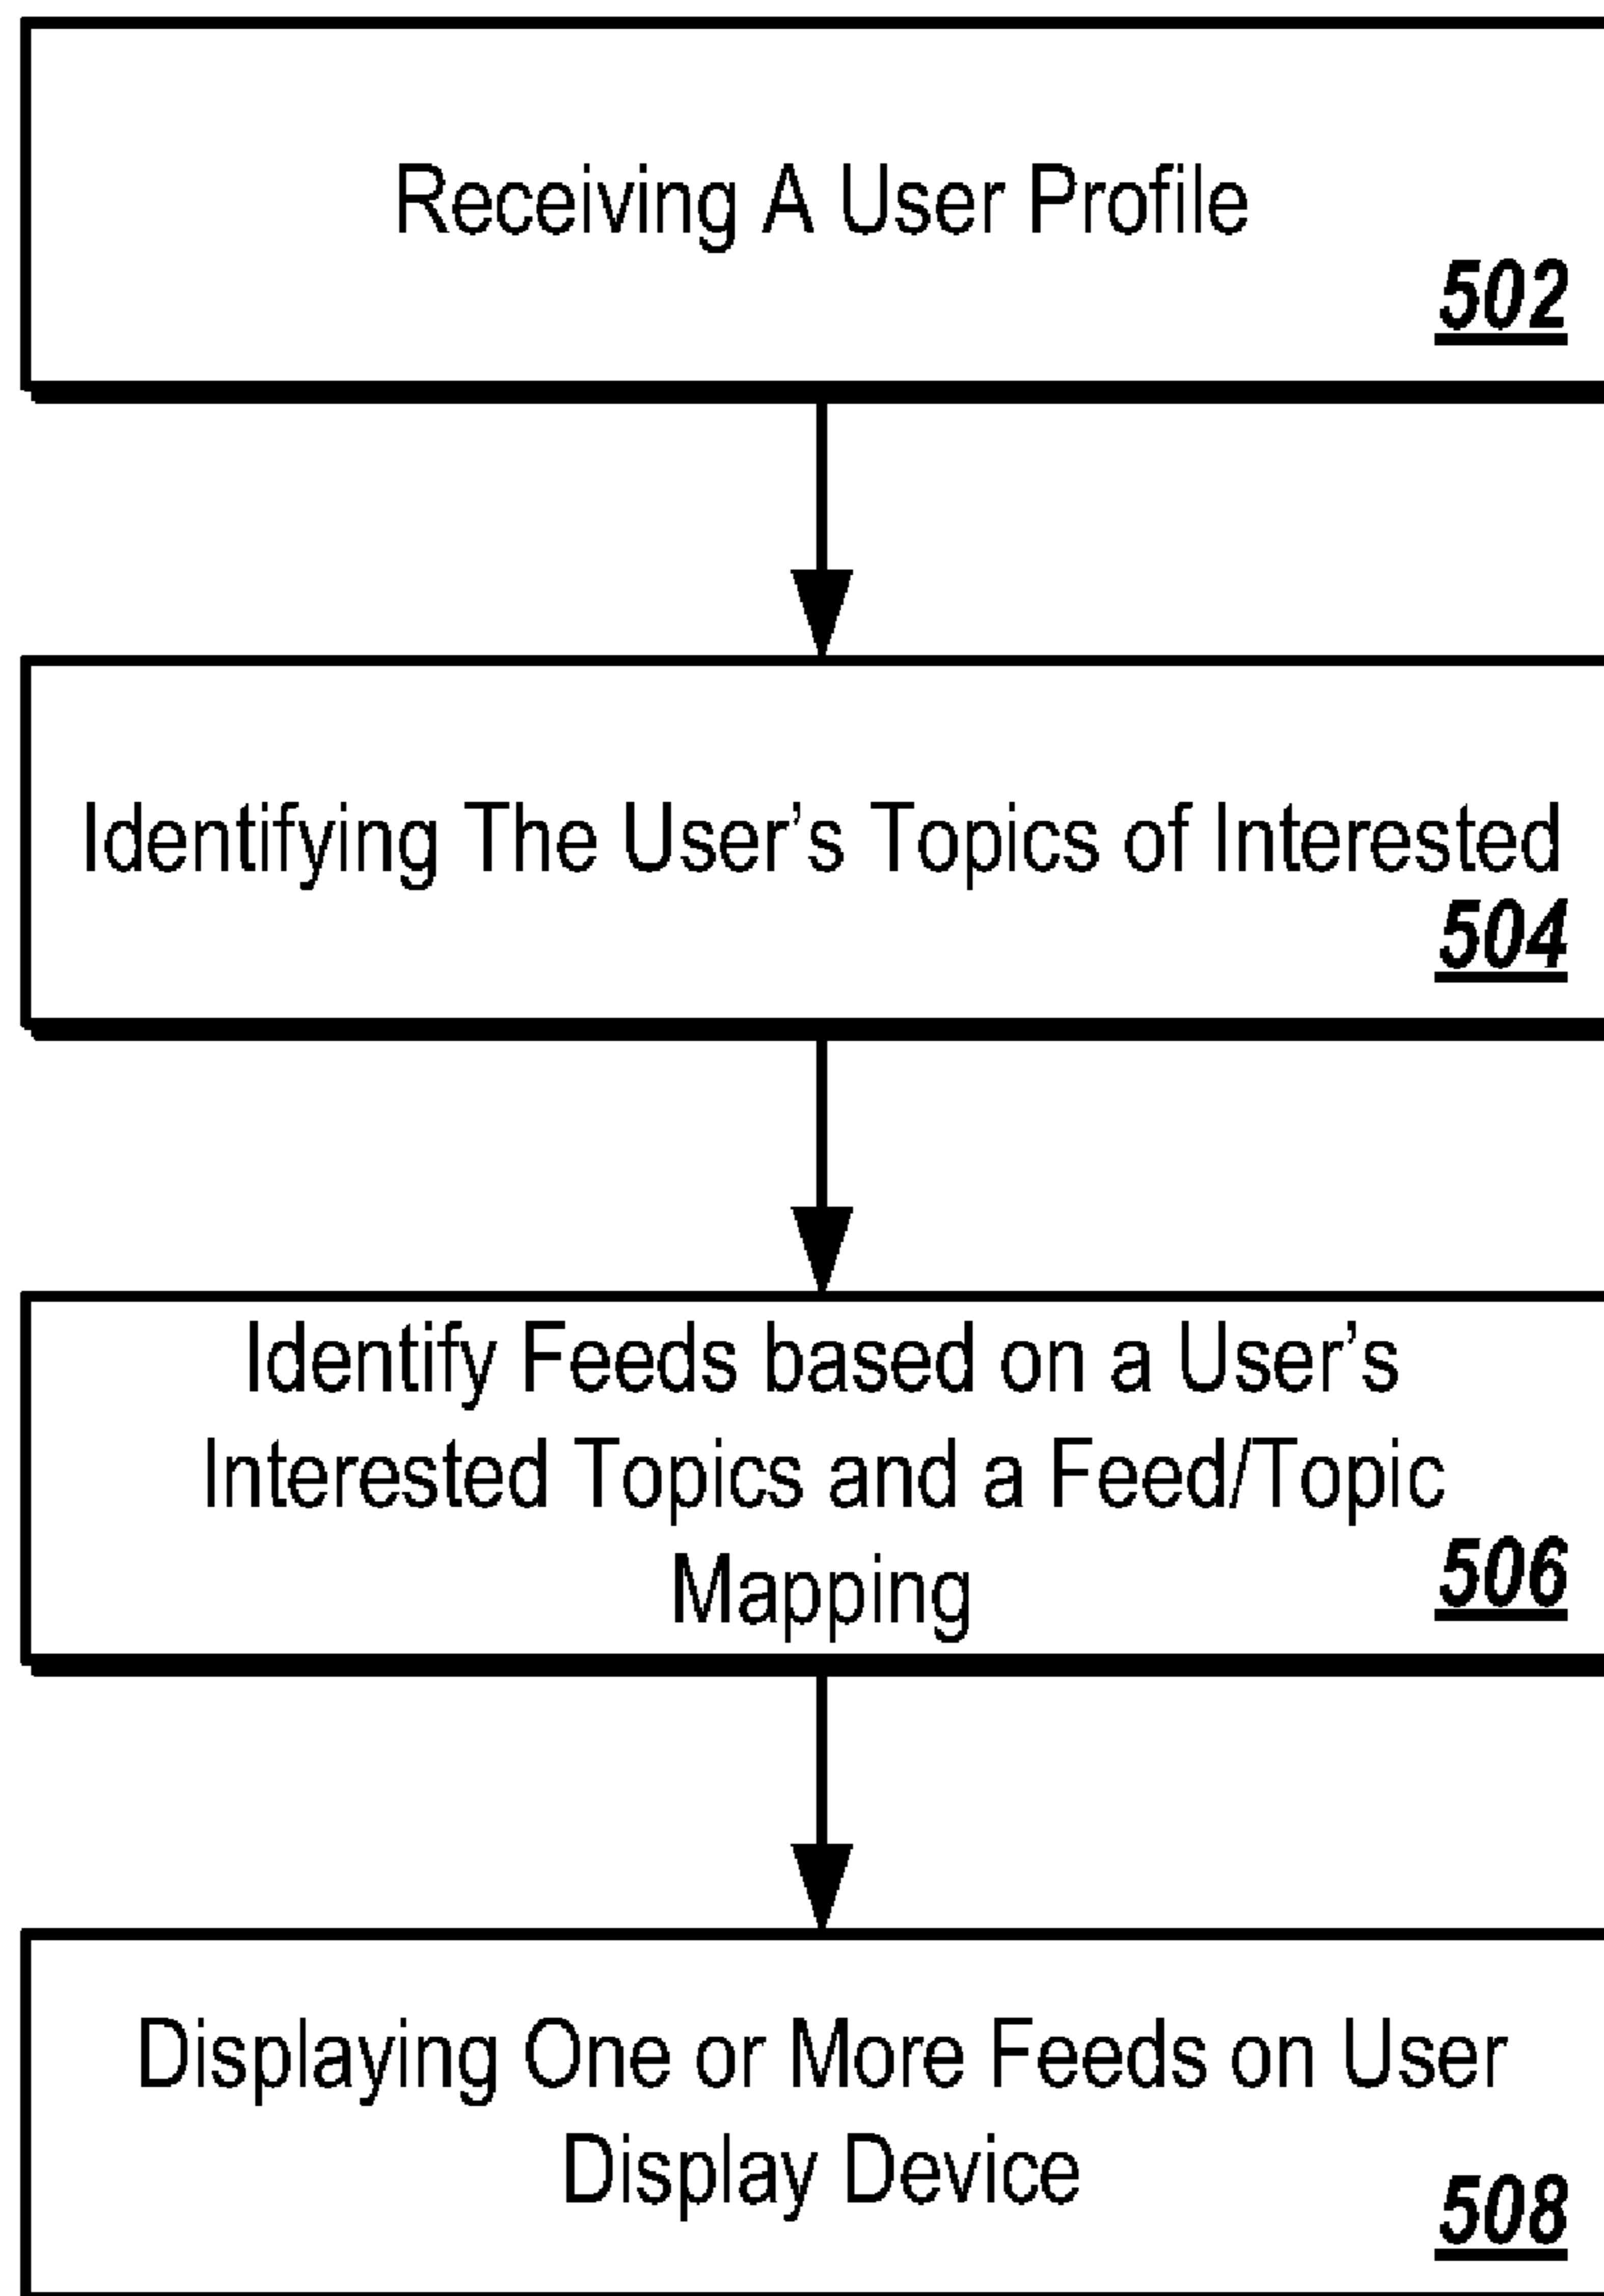 Receiving A User Profile
502
Identifying The User’s Topics of Interested
504
Identify Feeds based on a User’s
Interested Topics and a Feed/Topic
Mapping
506
Displaying One or More Feeds on User
Display Device
508